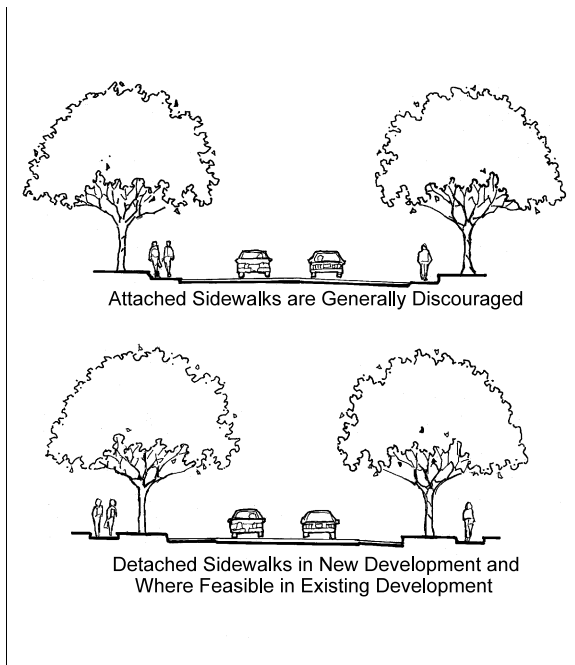 Attached Sidewalks are Generally Discouraged
Detached Sidewalks in New Development and
Where Feasible in Existing Development